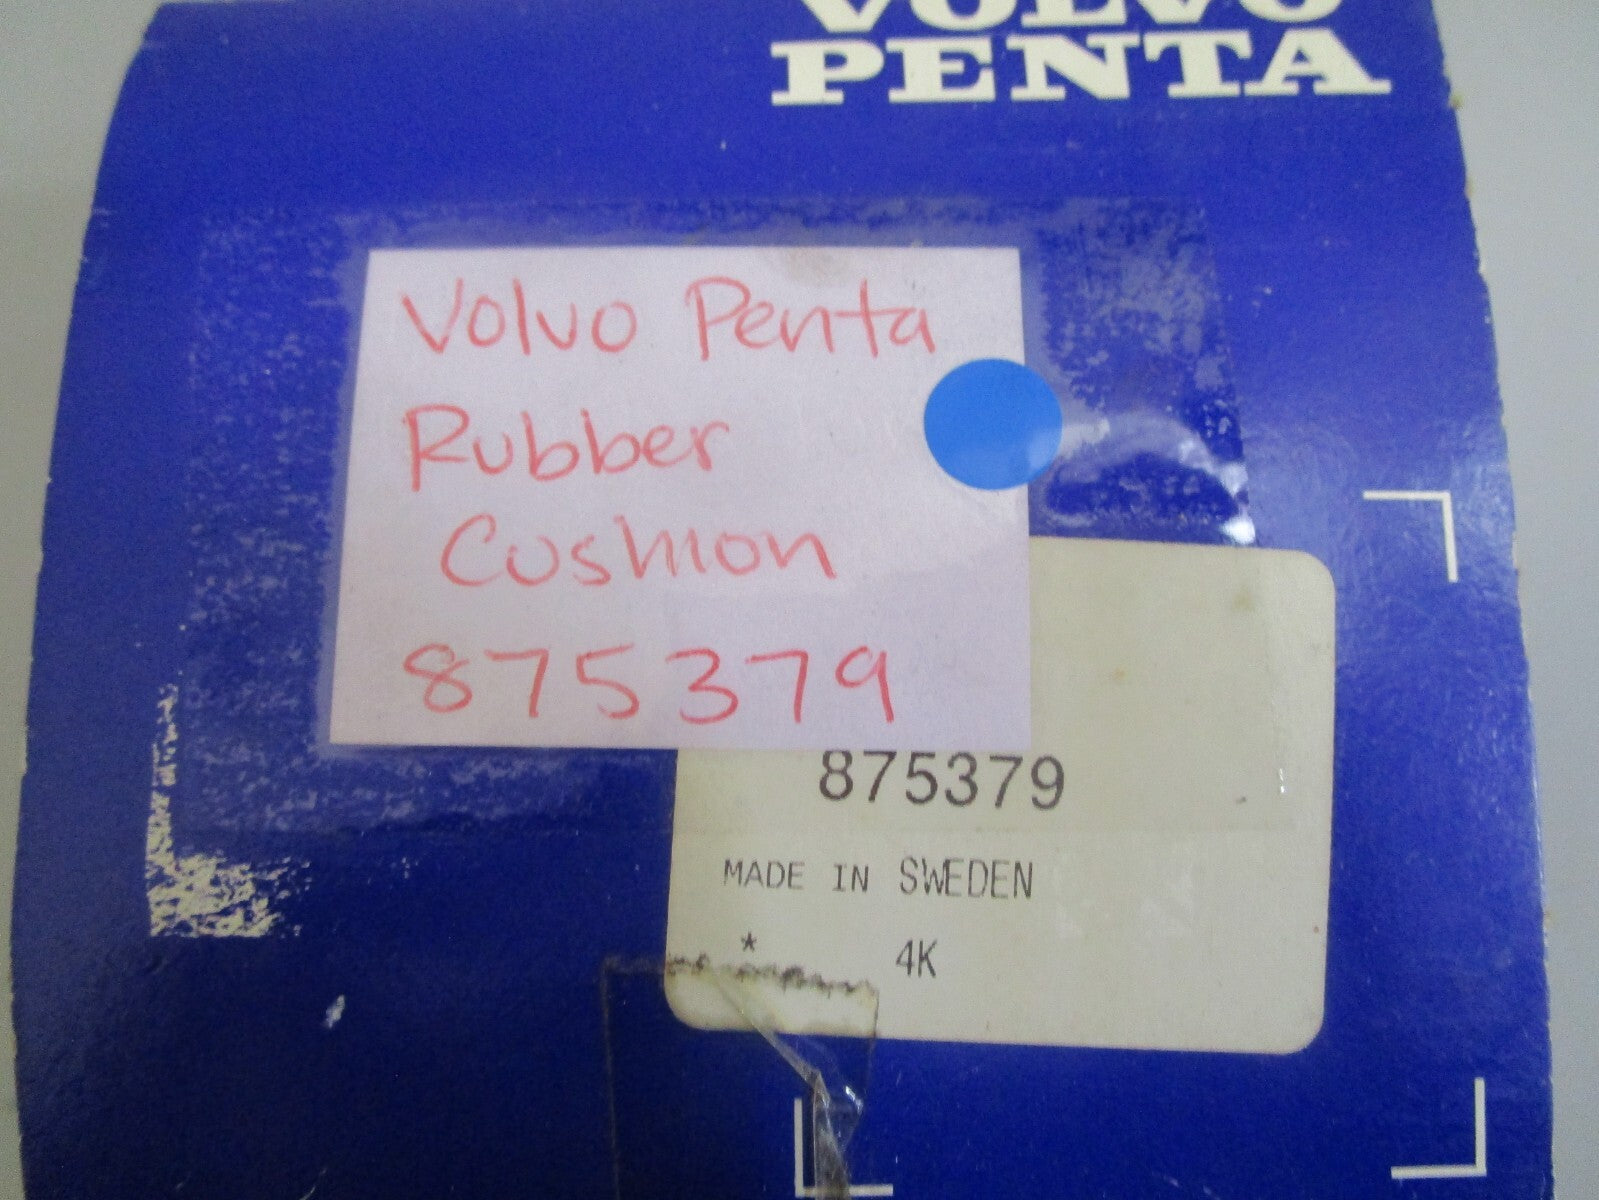 VOLVO
PENTA
Volvo Penta
Rubber
Cushion
875379
875379
MADE IN SWEDEN
* 4K